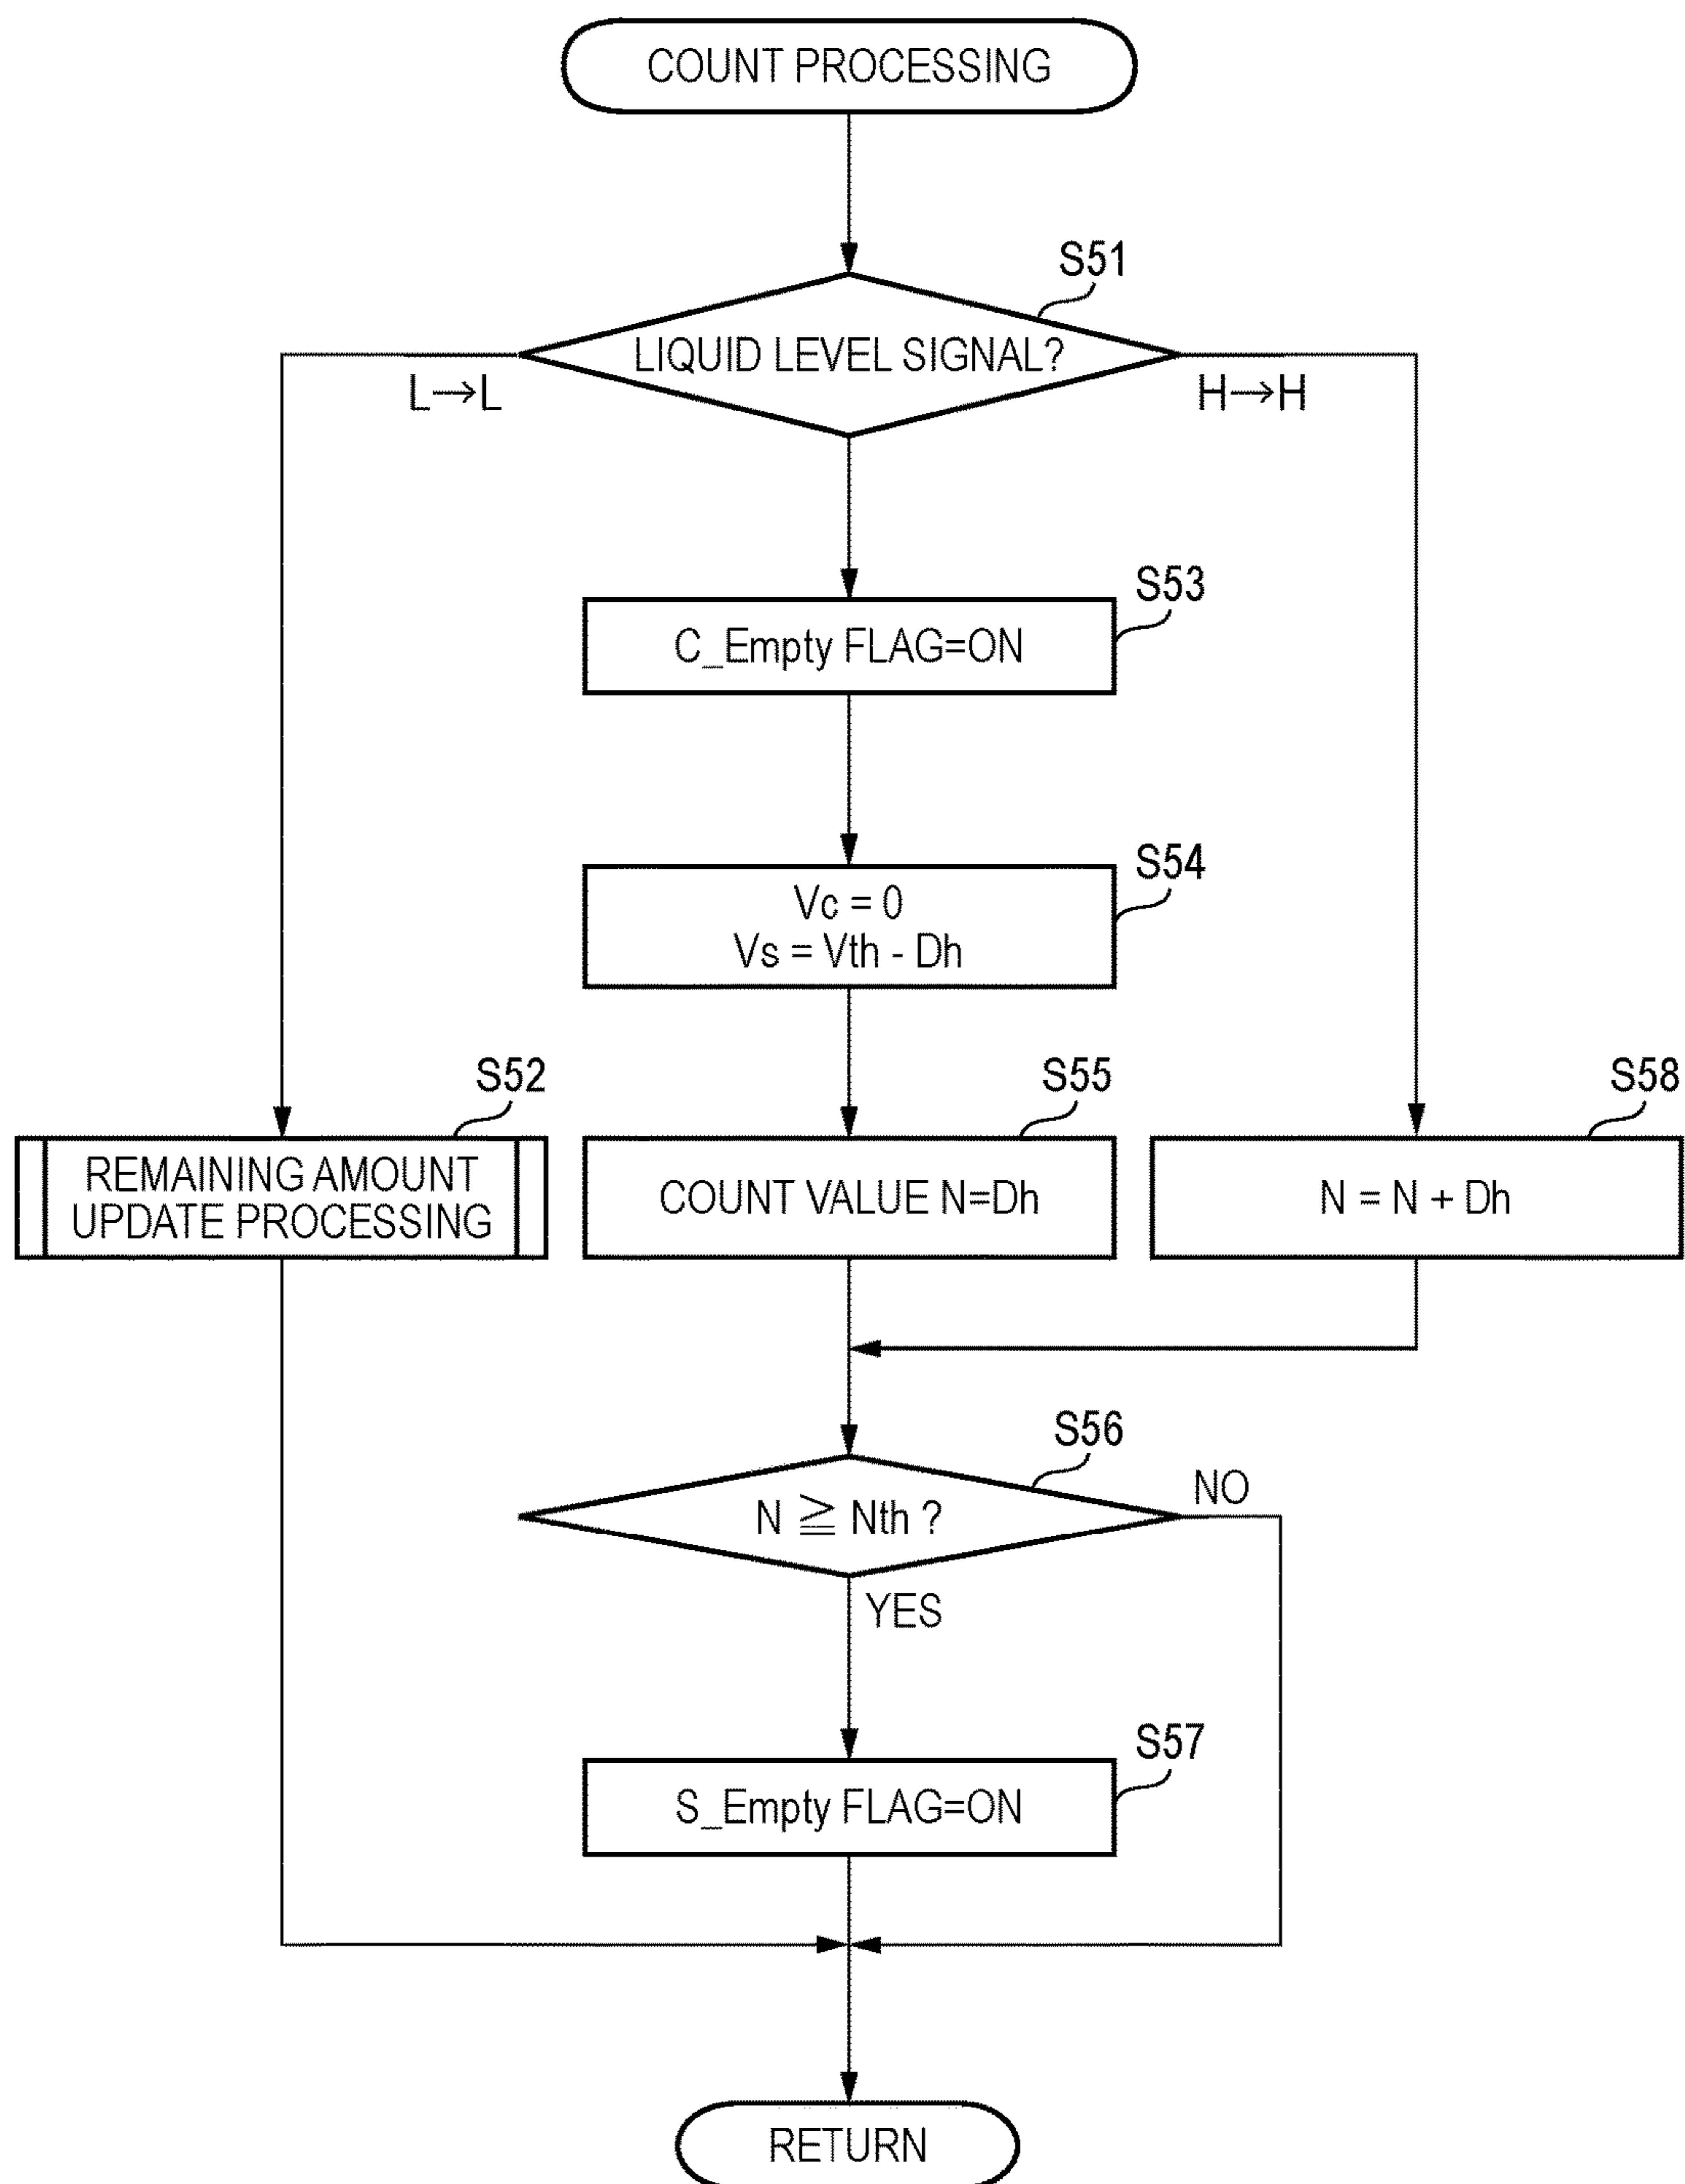 COUNT PROCESSING
S51
LIQUID LEVEL SIGNAL?
L→L
H→H
S53
C_Empty FLAG=ON
S54
Vc = 0
Vs = Vth - Dh
S52
REMAINING AMOUNT
UPDATE PROCESSING
S55
COUNT VALUE N=Dh
S58
N = N + Dh
S56
N ≧ Nth ?
NO
YES
S57
S_Empty FLAG=ON
RETURN